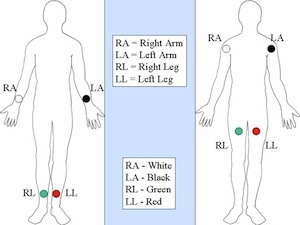 RA
LA
RL
LL
RA = Right Arm
LA = Left Arm
RL = Right Leg
LL = Left Leg
RA - White
LA - Black
RL - Green
LL - Red
RA
LA
RL
LL